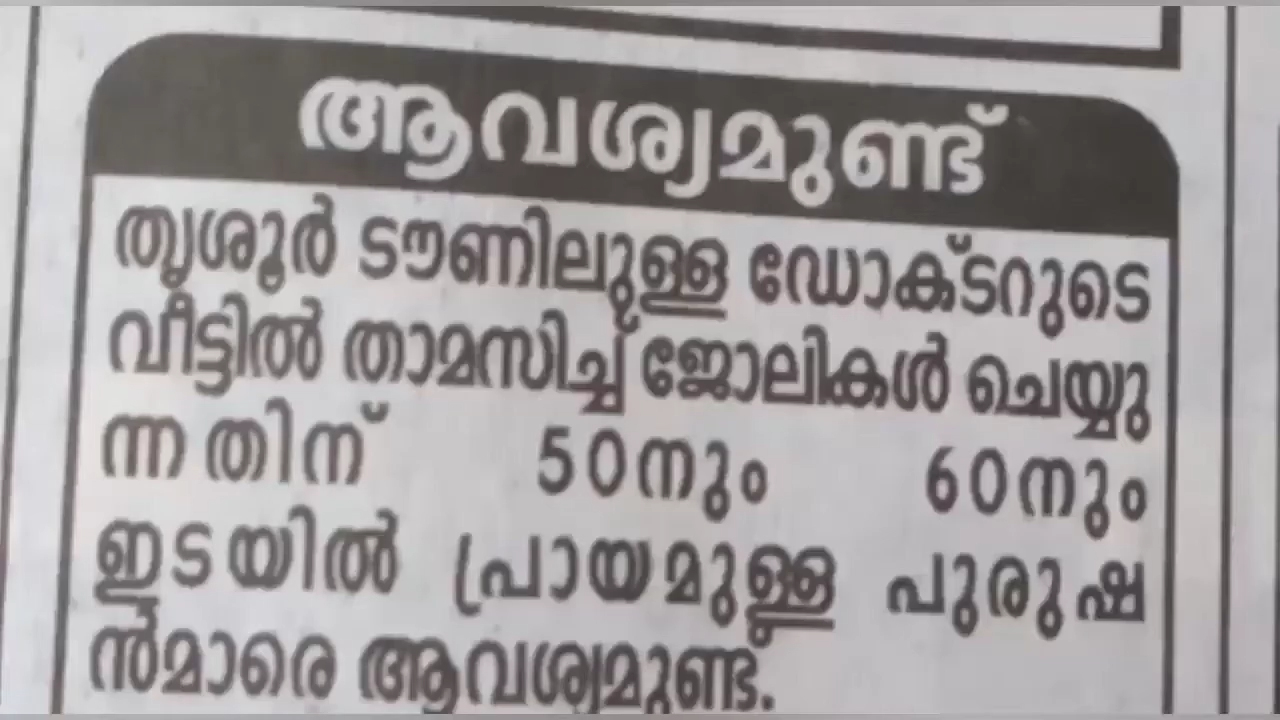 ആവശ്യമുണ്ട്
തൃശൂർ ടൗണിലുള്ള ഡോക്ടറുടെ
വീട്ടിൽ താമസിച്ച് ജോലികൾ ചെയ്യു
ന്നതിന് 50നും 60നും
ഇടയിൽ പ്രായമുള്ള പുരുഷ
ൻമാരെ ആവശ്യമുണ്ട്.